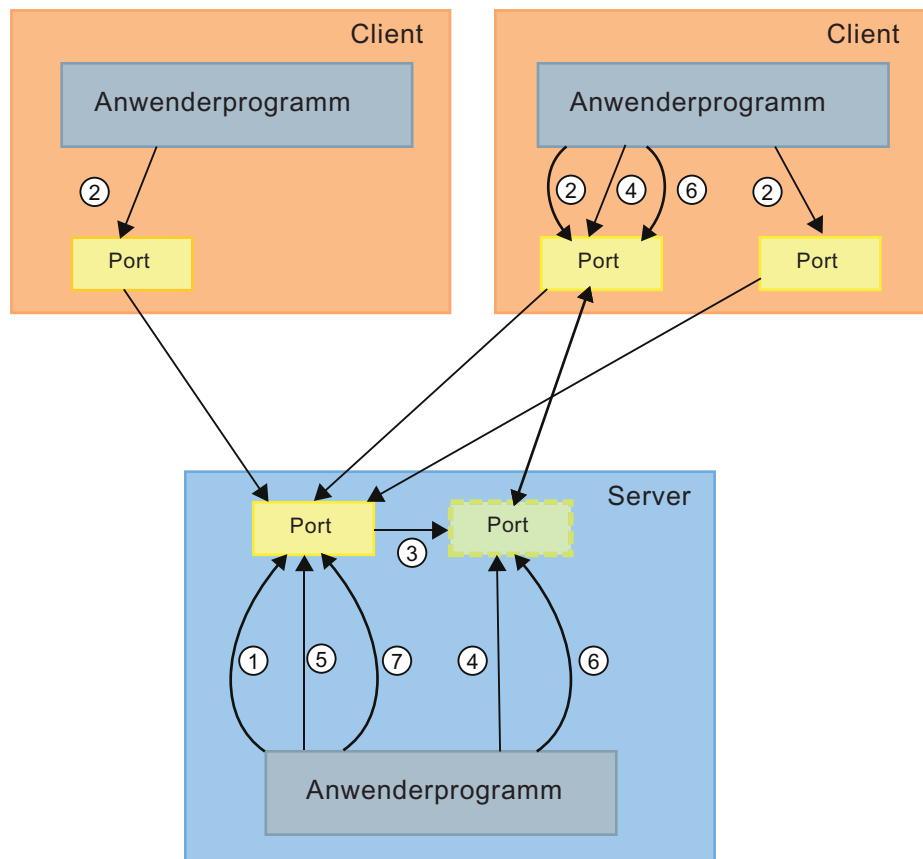 Client
Anwenderprogramm
②
Port
Client
Anwenderprogramm
② ④ ⑥ ②
Port
Port
Server
Port
Port
③
① ⑤ ⑦ ④ ⑥
Anwenderprogramm